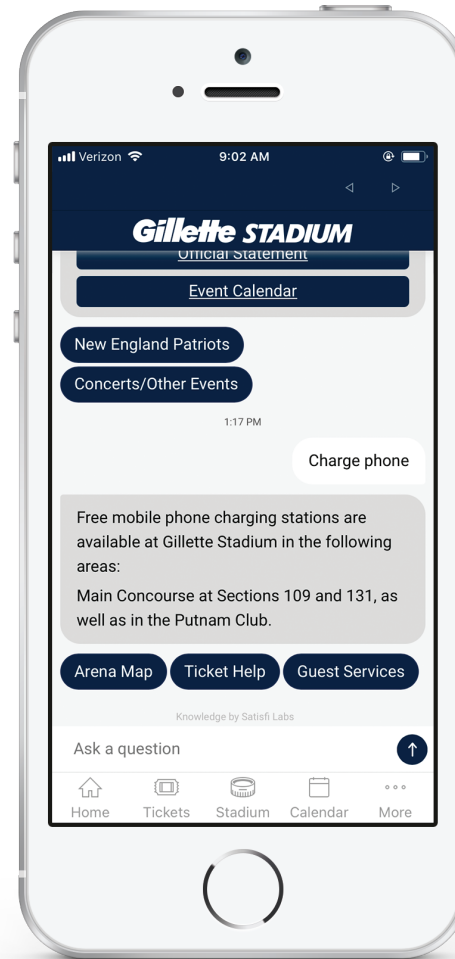 Verizon
9:02 AM
Gillette STADIUM
Official Statement
Event Calendar
New England Patriots
Concerts/Other Events
1:17 PM
Charge phone
Free mobile phone charging stations are
available at Gillette Stadium in the following
areas:
Main Concourse at Sections 109 and 131, as
well as in the Putnam Club.
Arena Map Ticket Help Guest Services
Knowledge by Satisfi Labs
Ask a question
Home Tickets Stadium Calendar More